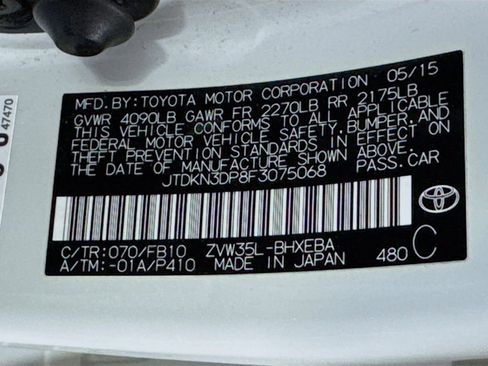 47470
MFD. BY: TOYOTA MOTOR CORPORATION 05/15
GVWR 4090LB GAWR FR 2270LB RR 2175LB
THIS VEHICLE CONFORMS TO ALL APPLICABLE
FEDERAL MOTOR VEHICLE SAFETY, BUMPER, AND
THEFT PREVENTION STANDARDS IN EFFECT ON
THE DATE OF MANUFACTURE SHOWN ABOVE.
JTDKN3DP8F3075068 PASS. CAR
C/TR: 070/FB10 ZVW35L-BHXEBA
A/TM: -01A/P410 MADE IN JAPAN 480 C